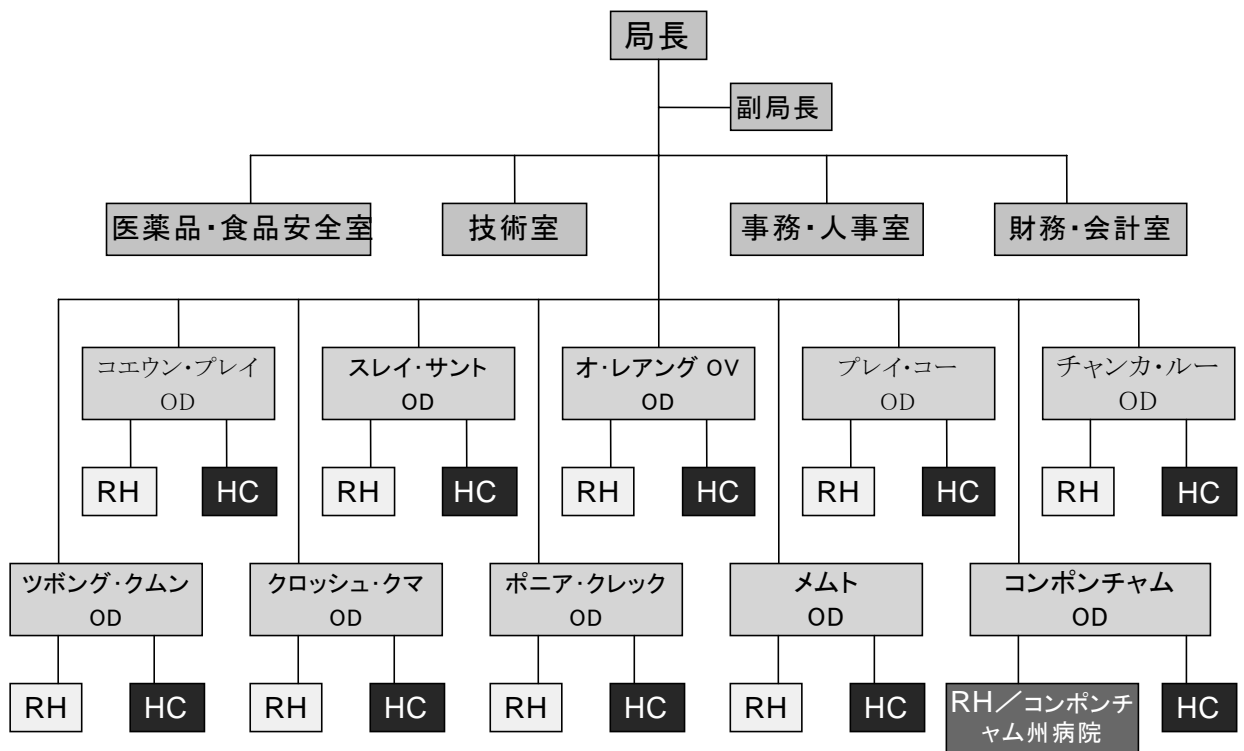 局長
副局長
医薬品・食品安全室
技術室
事務・人事室
財務・会計室
コエウン・プレイ
OD
スレイ・サント
OD
オ・レアング OV
OD
プレイ・コー
OD
チャンカ・ルー
OD
RH
HC
RH
HC
RH
HC
RH
HC
RH
HC
ツボング・クムン
OD
クロッシュ・クマ
OD
ポニア・クレック
OD
メムト
OD
コンポンチャム
OD
RH
HC
RH
HC
RH
HC
RH
HC
RH／コンポンチ
ャム州病院
HC